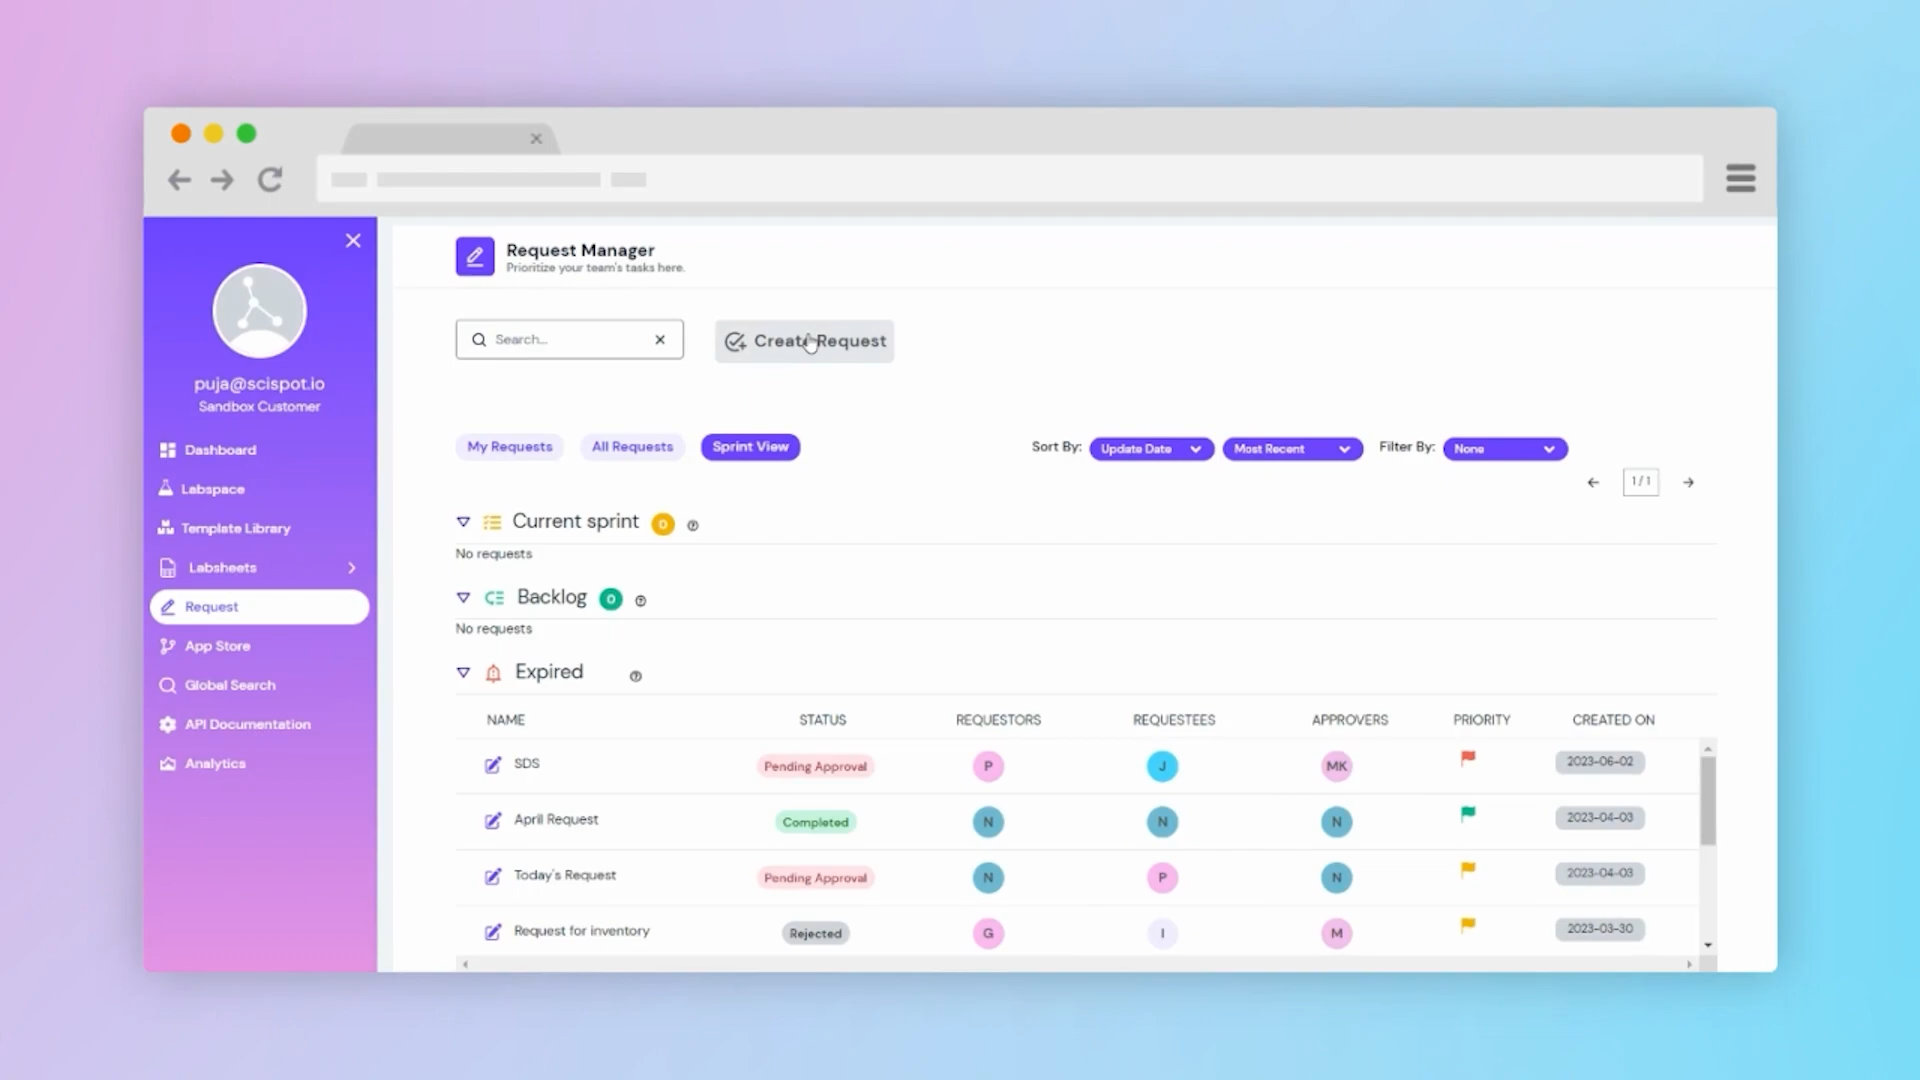 Request Manager
Prioritize your team's tasks here.
puja@scispot.io
Sandbox Customer
Dashboard
Labspace
Template Library
Labsheets
Request
App Store
Global Search
API Documentation
Analytics
Search...
Create Request
My Requests All Requests Sprint View
Sort By: Update Date Most Recent Filter By: None
1 / 1
Current sprint 0
No requests
Backlog 0
No requests
Expired
NAME STATUS REQUESTORS REQUESTEES APPROVERS PRIORITY CREATED ON
SDS Pending Approval P J MK 2023-06-02
April Request Completed N N N 2023-04-03
Today's Request Pending Approval N P N 2023-04-03
Request for inventory Rejected G I M 2023-03-30